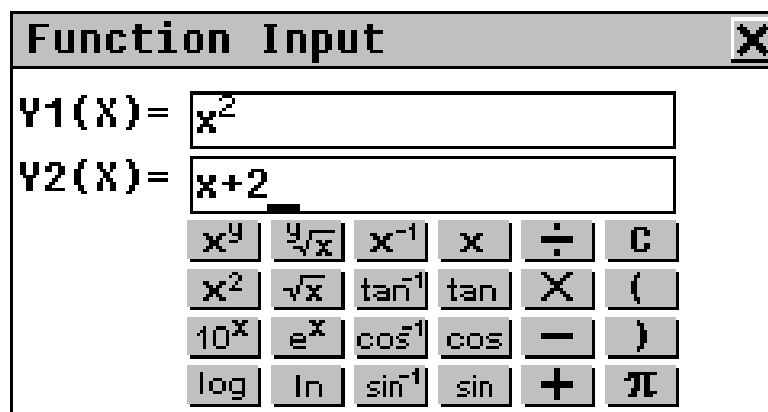 Function Input X
Y1(X)= x²
Y2(X)= x+2_
xʸ ʸ√x x⁻¹ x ÷ C
x² √x tan⁻¹ tan × (
10ˣ eˣ cos⁻¹ cos − )
log ln sin⁻¹ sin + π